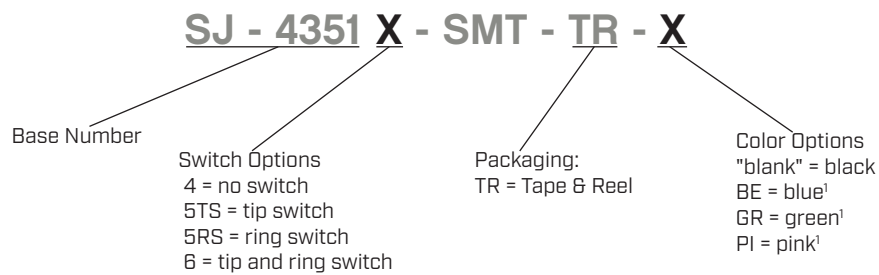 SJ - 4351 X - SMT - TR - X
Base Number
Switch Options
4 = no switch
5TS = tip switch
5RS = ring switch
6 = tip and ring switch
Packaging:
TR = Tape & Reel
Color Options
"blank" = black
BE = blue¹
GR = green¹
PI = pink¹